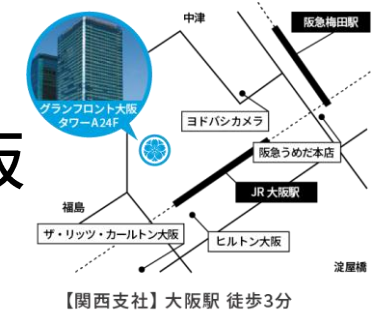 中津
阪急梅田駅
グランフロント大阪
タワーA24F
ヨドバシカメラ
阪急うめだ本店
阪
JR 大阪駅
福島
ザ・リッツ・カールトン大阪
ヒルトン大阪
淀屋橋
【関西支社】大阪駅 徒歩3分